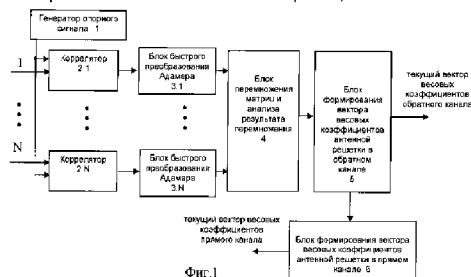 Генератор опорного
сигнала 1
1
Коррелятор
2.1
Блок быстрого
преобразования
Адамара
3.1
Блок
перемножения
матриц и
анализа
результата
перемножения
4
Блок
формирования
вектора
весовых
коэффициентов
антенной
решетки в
обратном
канале
5
текущий вектор
весовых
коэффициентов
обратного канала
N
Коррелятор
2.N
Блок быстрого
преобразования
Адамара
3.N
текущий вектор весовых
коэффициентов
прямого канала
Блок формирования вектора
весовых коэффициентов
антенной решетки в прямом
канале 6
Фиг.1